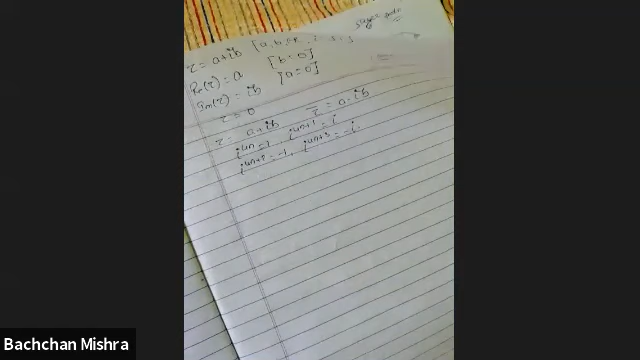 z = a+ib [a, b, ∈R, i
Re(z) = a [b = 0]
Im(z) = ib [a = 0]
z = 0
z = a+ib z̅ = a-ib
i⁴ⁿ=1 i⁴ⁿ⁺¹ = i
i⁴ⁿ⁺² = -1, i⁴ⁿ⁺³ = -i
Bachchan Mishra